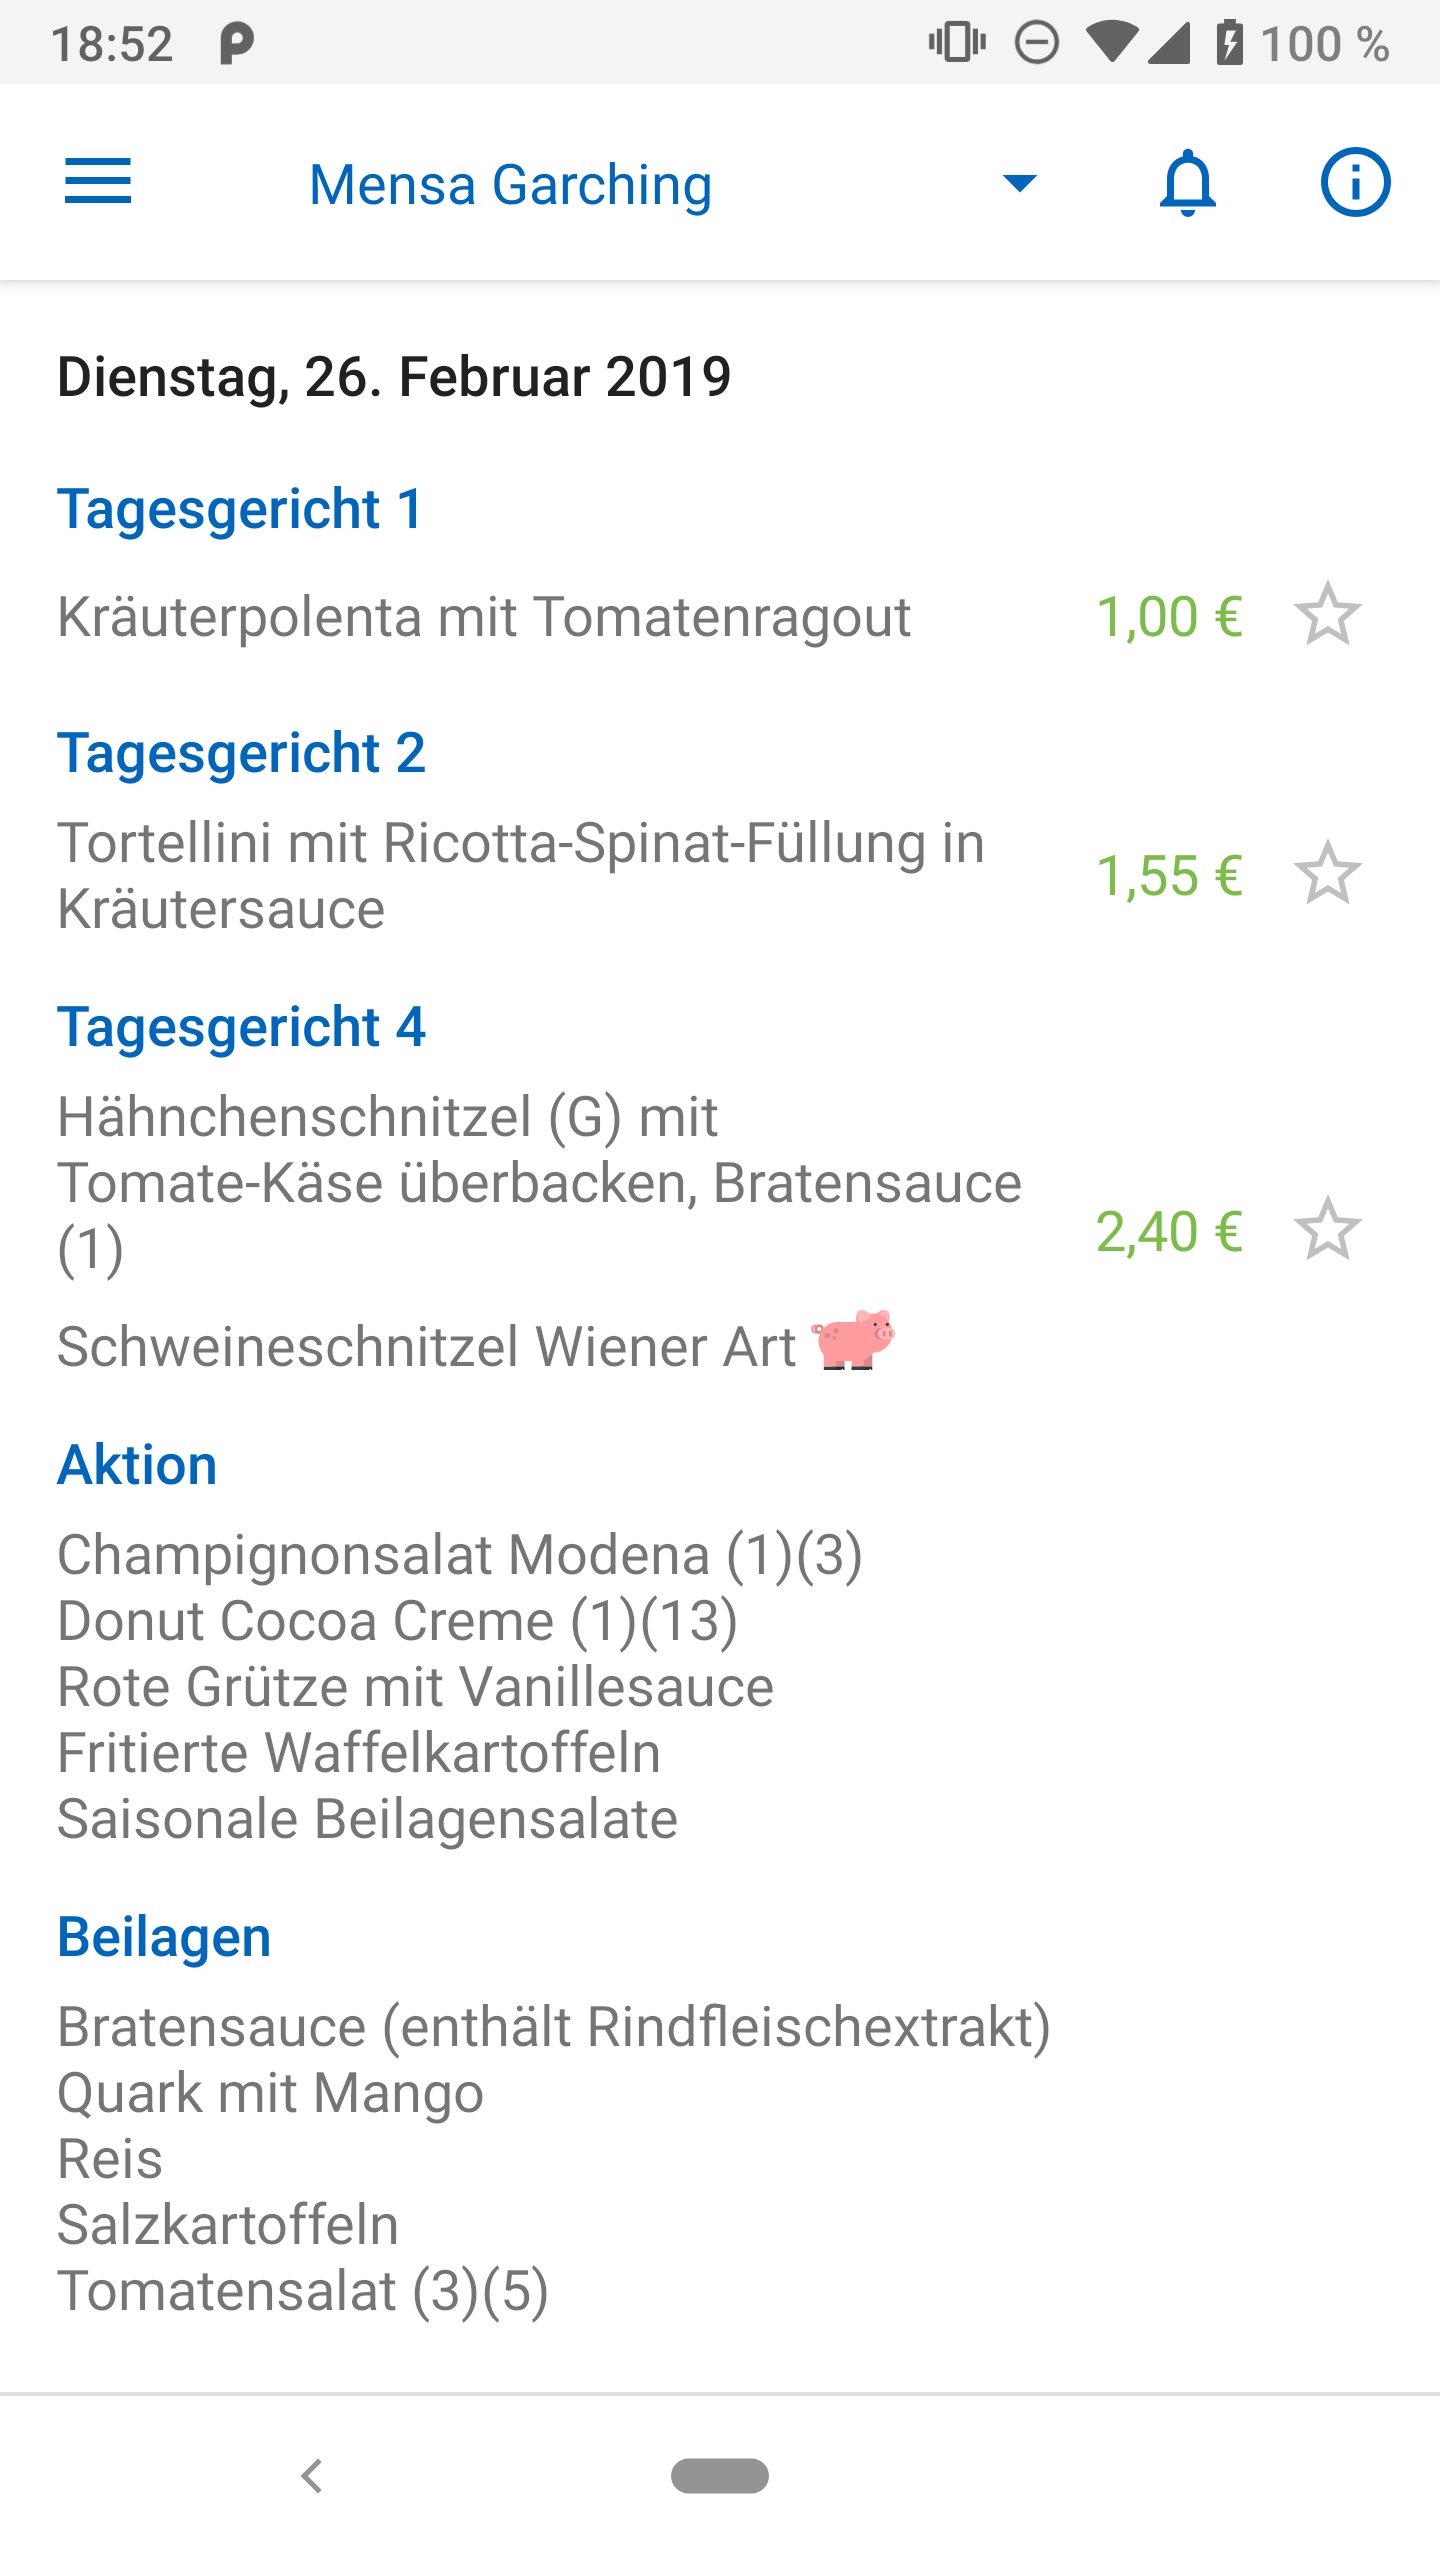 18:52 100 %
Mensa Garching
Dienstag, 26. Februar 2019
Tagesgericht 1
Kräuterpolenta mit Tomatenragout 1,00 €
Tagesgericht 2
Tortellini mit Ricotta-Spinat-Füllung in
Kräutersauce
1,55 €
Tagesgericht 4
Hähnchenschnitzel (G) mit
Tomate-Käse überbacken, Bratensauce
(1)
2,40 €
Schweineschnitzel Wiener Art
Aktion
Champignonsalat Modena (1)(3)
Donut Cocoa Creme (1)(13)
Rote Grütze mit Vanillesauce
Fritierte Waffelkartoffeln
Saisonale Beilagensalate
Beilagen
Bratensauce (enthält Rindfleischextrakt)
Quark mit Mango
Reis
Salzkartoffeln
Tomatensalat (3)(5)